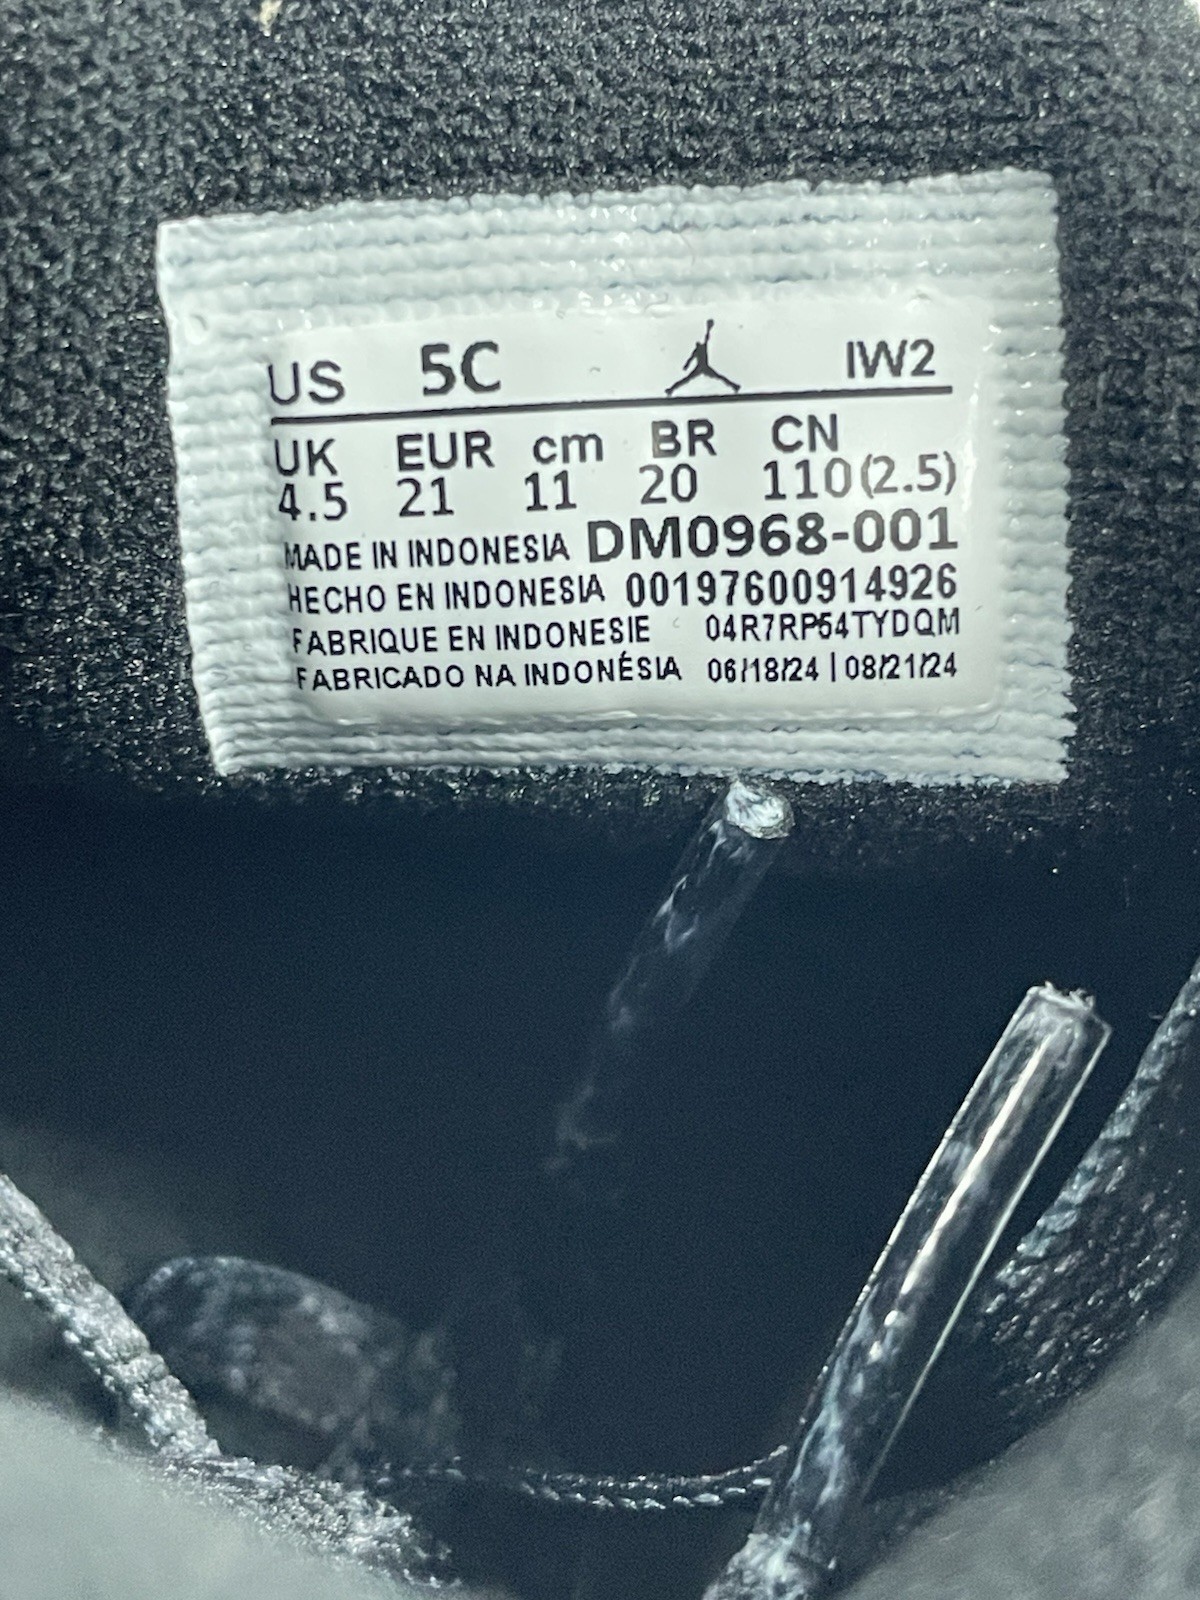 US 5C IW2
UK EUR cm BR CN
4.5 21 11 20 110(2.5)
MADE IN INDONESIA DM0968-001
HECHO EN INDONESIA 00197600914926
FABRIQUE EN INDONESIE 04R7RP54TYDQM
FABRICADO NA INDONÉSIA 06/18/24 | 08/21/24